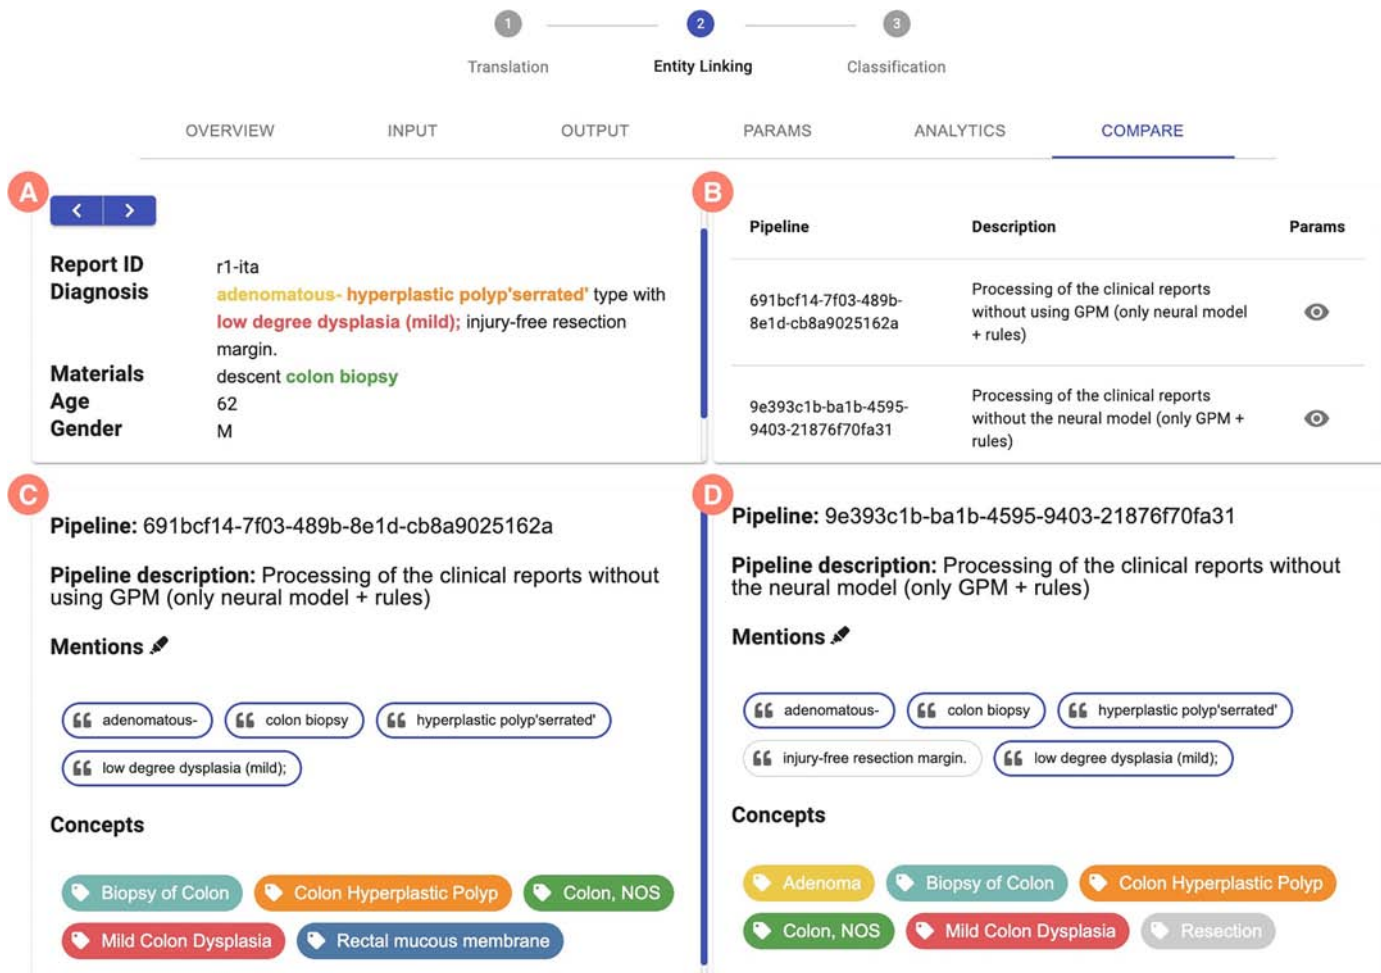 1
2
3
Translation
Entity Linking
Classification
OVERVIEW
INPUT
OUTPUT
PARAMS
ANALYTICS
COMPARE
A
Report ID
r1-ita
Diagnosis
adenomatous- hyperplastic polyp'serrated' type with
low degree dysplasia (mild); injury-free resection
margin.
Materials
descent colon biopsy
Age
62
Gender
M
B
Pipeline
Description
Params
691bcf14-7f03-489b-
8e1d-cb8a9025162a
Processing of the clinical reports
without using GPM (only neural model
+ rules)
9e393c1b-ba1b-4595-
9403-21876f70fa31
Processing of the clinical reports
without the neural model (only GPM +
rules)
C
Pipeline: 691bcf14-7f03-489b-8e1d-cb8a9025162a
Pipeline description: Processing of the clinical reports without
using GPM (only neural model + rules)
Mentions
adenomatous-
colon biopsy
hyperplastic polyp'serrated'
low degree dysplasia (mild);
Concepts
Biopsy of Colon
Colon Hyperplastic Polyp
Colon, NOS
Mild Colon Dysplasia
Rectal mucous membrane
D
Pipeline: 9e393c1b-ba1b-4595-9403-21876f70fa31
Pipeline description: Processing of the clinical reports without
the neural model (only GPM + rules)
Mentions
adenomatous-
colon biopsy
hyperplastic polyp'serrated'
injury-free resection margin.
low degree dysplasia (mild);
Concepts
Adenoma
Biopsy of Colon
Colon Hyperplastic Polyp
Colon, NOS
Mild Colon Dysplasia
Resection